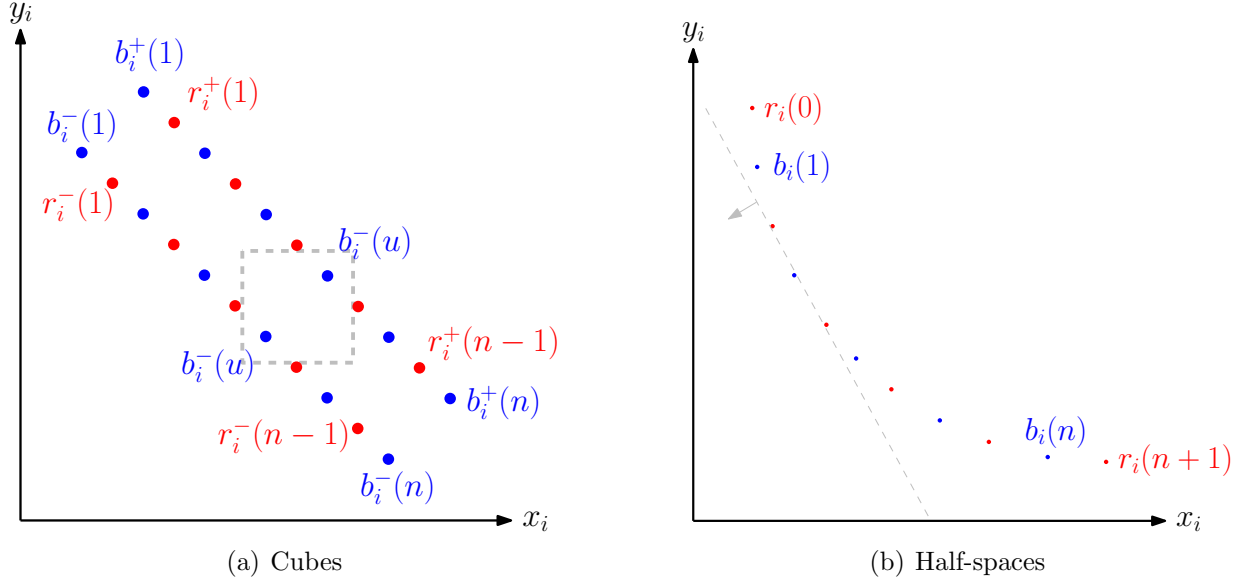 y_i
b_i^+(1)
r_i^+(1)
b_i^-(1)
r_i^-(1)
b_i^-(u)
b_i^-(u)
r_i^+(n−1)
b_i^+(n)
r_i^-(n−1)
b_i^-(n)
x_i
(a) Cubes
y_i
r_i(0)
b_i(1)
b_i(n)
r_i(n+1)
x_i
(b) Half-spaces